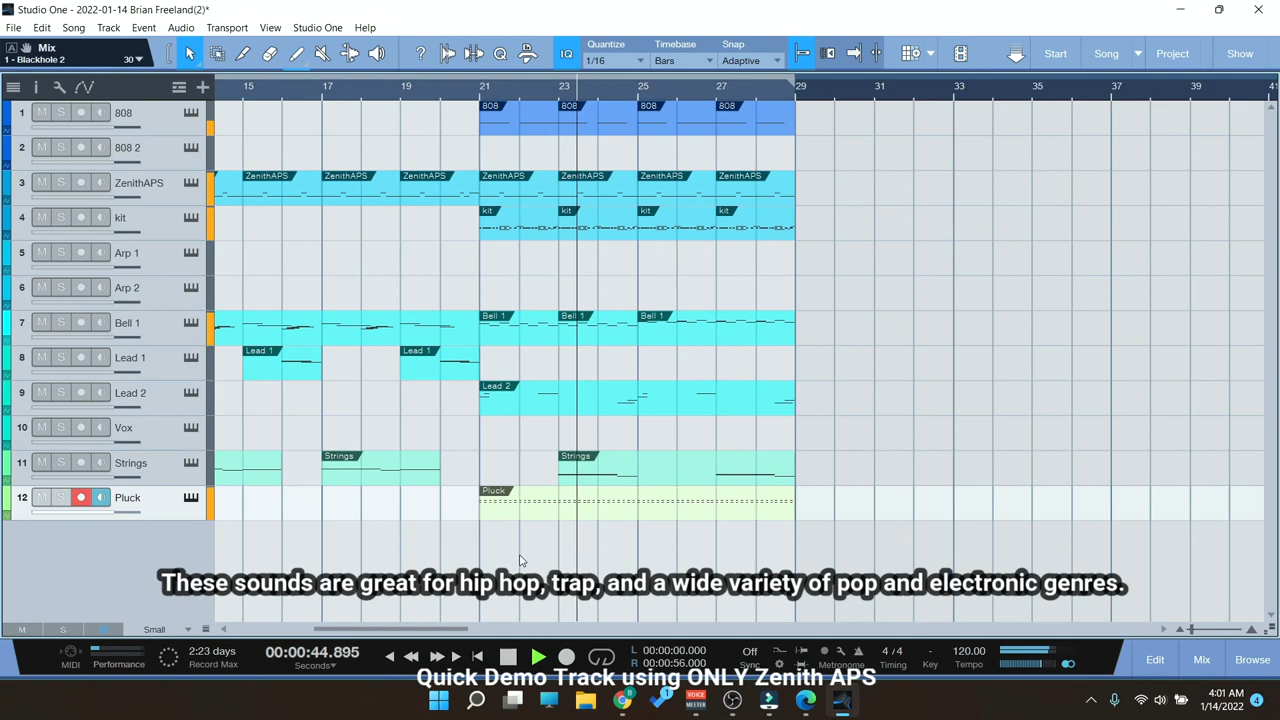 Studio One - 2022-01-14 Brian Freeland(2)*
File Edit Song Track Event Audio Transport View Studio One Help
A Mix
1 - Blackhole 2 30
IQ Quantize Timebase Snap
1/16 Bars Adaptive
Start Song Project Show
15 17 19 21 23 25 27 29 31 33 35 37 39 41
1 M S 808 808 808 808 808
2 M S 808 2
3 M S ZenithAPS ZenithAPS ZenithAPS ZenithAPS ZenithAPS ZenithAPS ZenithAPS ZenithAPS
4 M S kit kit kit kit kit
5 M S Arp 1
6 M S Arp 2
7 M S Bell 1 Bell 1 Bell 1 Bell 1
8 M S Lead 1 Lead 1 Lead 1
9 M S Lead 2 Lead 2
10 M S Vox
11 M S Strings Strings Strings
12 M S Pluck Pluck
These sounds are great for hip hop, trap, and a wide variety of pop and electronic genres.
M S Small
MIDI Performance 2:23 days Record Max 00:00:44.895 Seconds L 00:00:00.000 R 00:00:56.000 Off Sync Metronome 4 / 4 Timing - Key 120.00 Tempo Edit Mix Browse
Quick Demo Track using ONLY Zenith APS
VOICE MEETER
4:01 AM
1/14/2022
4